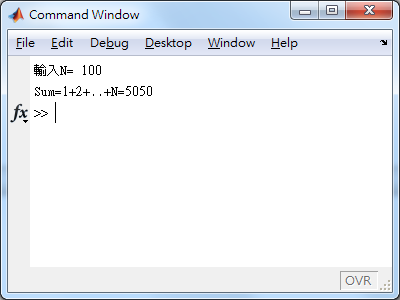 Command Window
File Edit Debug Desktop Window Help
輸入N= 100
Sum=1+2+..+N=5050
fx >>
OVR